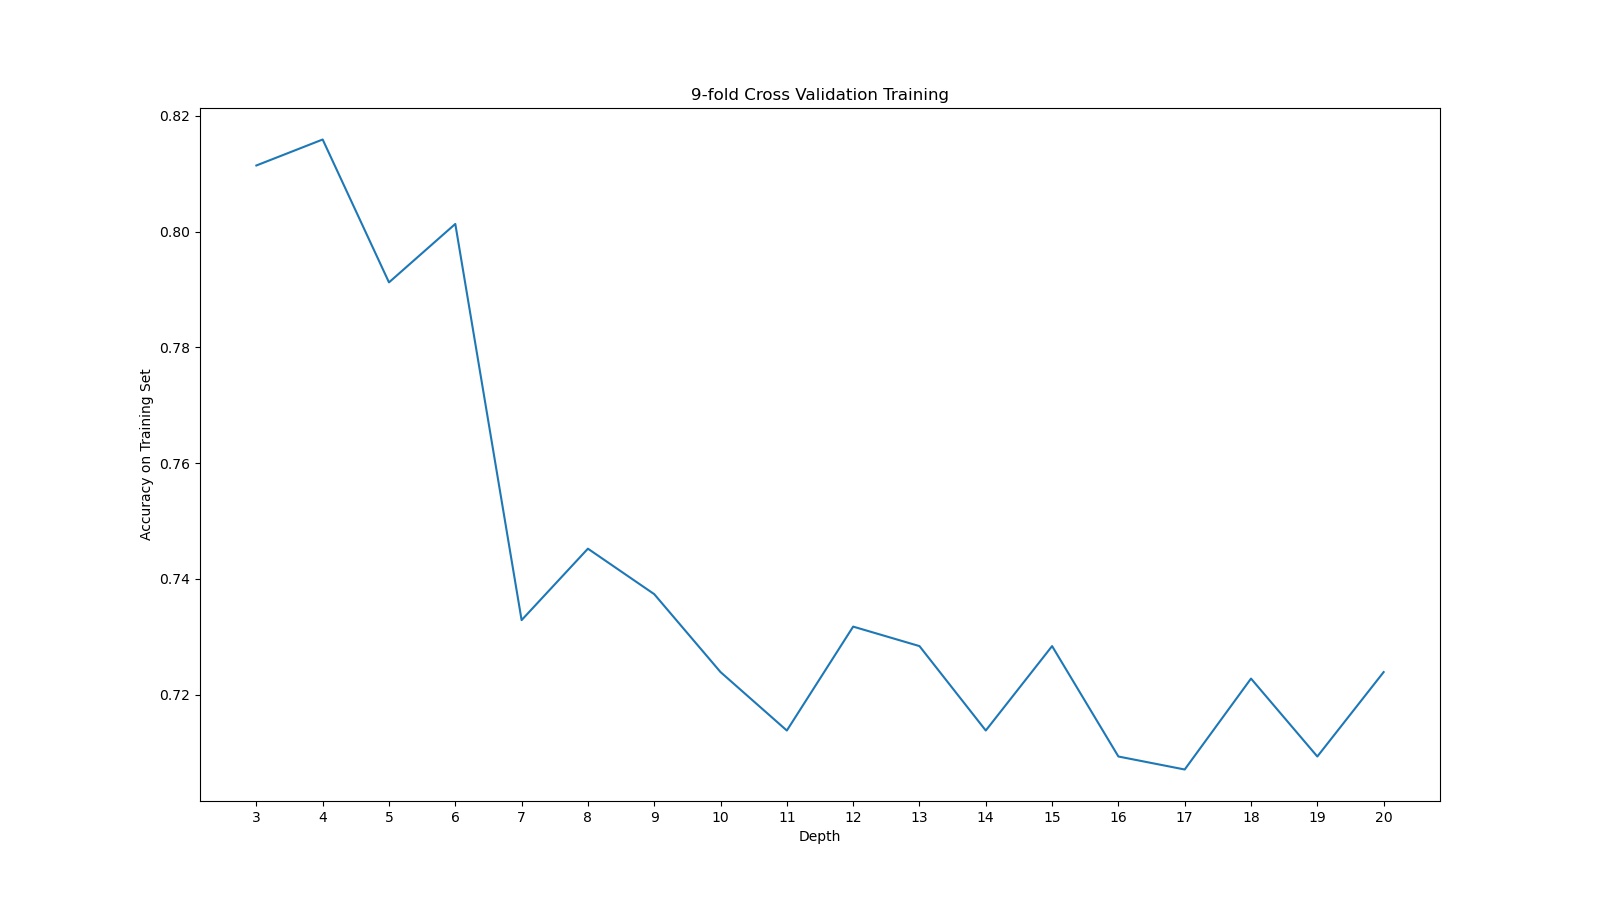 9-fold Cross Validation Training
0.82
0.80
0.78
0.76
0.74
0.72
Accuracy on Training Set
3 4 5 6 7 8 9 10 11 12 13 14 15 16 17 18 19 20
Depth